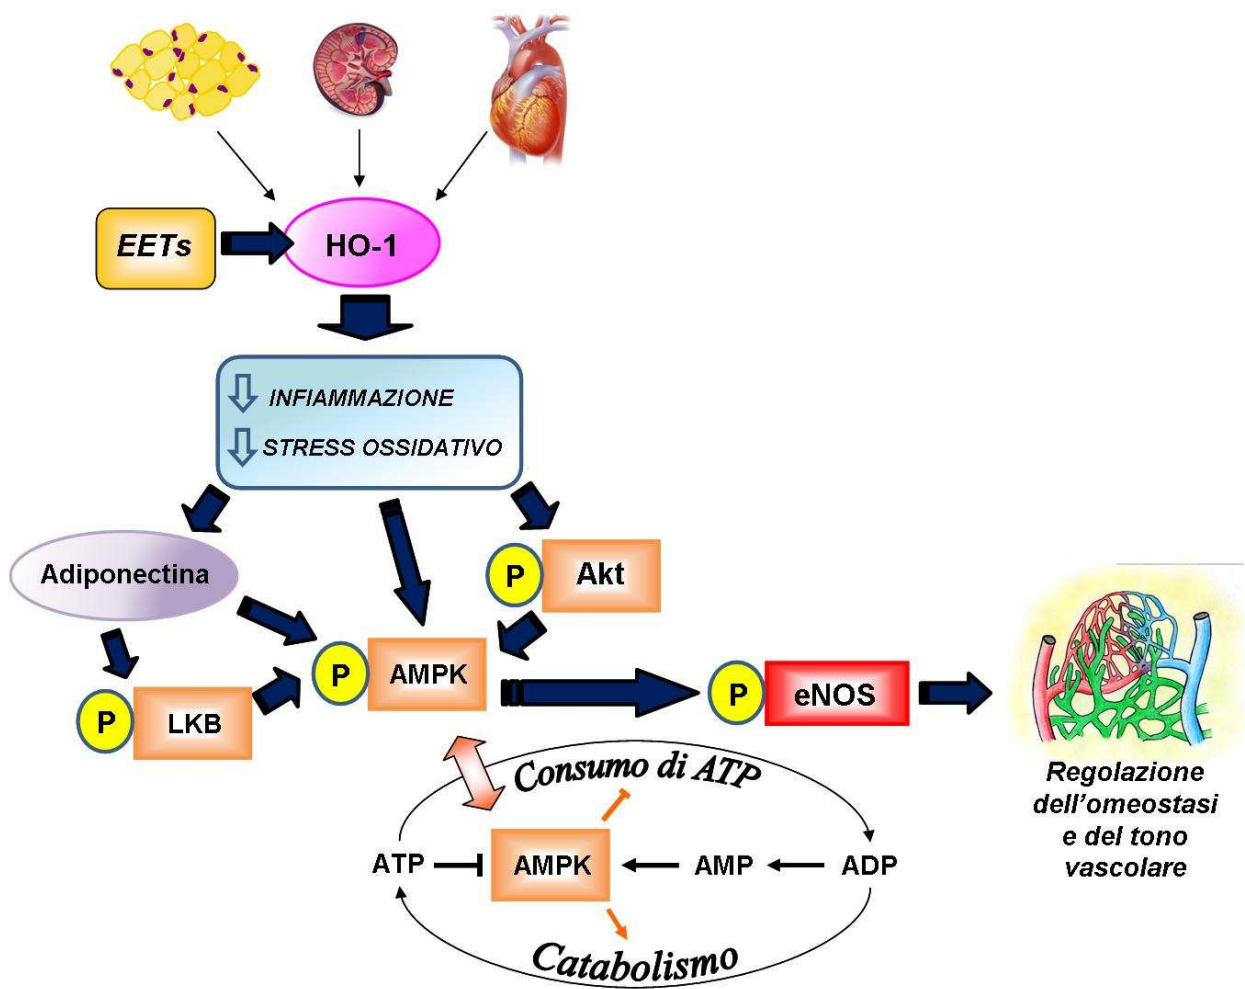 EETs
HO-1
INFIAMMAZIONE
STRESS OSSIDATIVO
Adiponectina
P
Akt
P
AMPK
P
LKB
P
eNOS
Regolazione
dell'omeostasi
e del tono
vascolare
Consumo di ATP
ATP
AMPK
AMP
ADP
Catabolismo